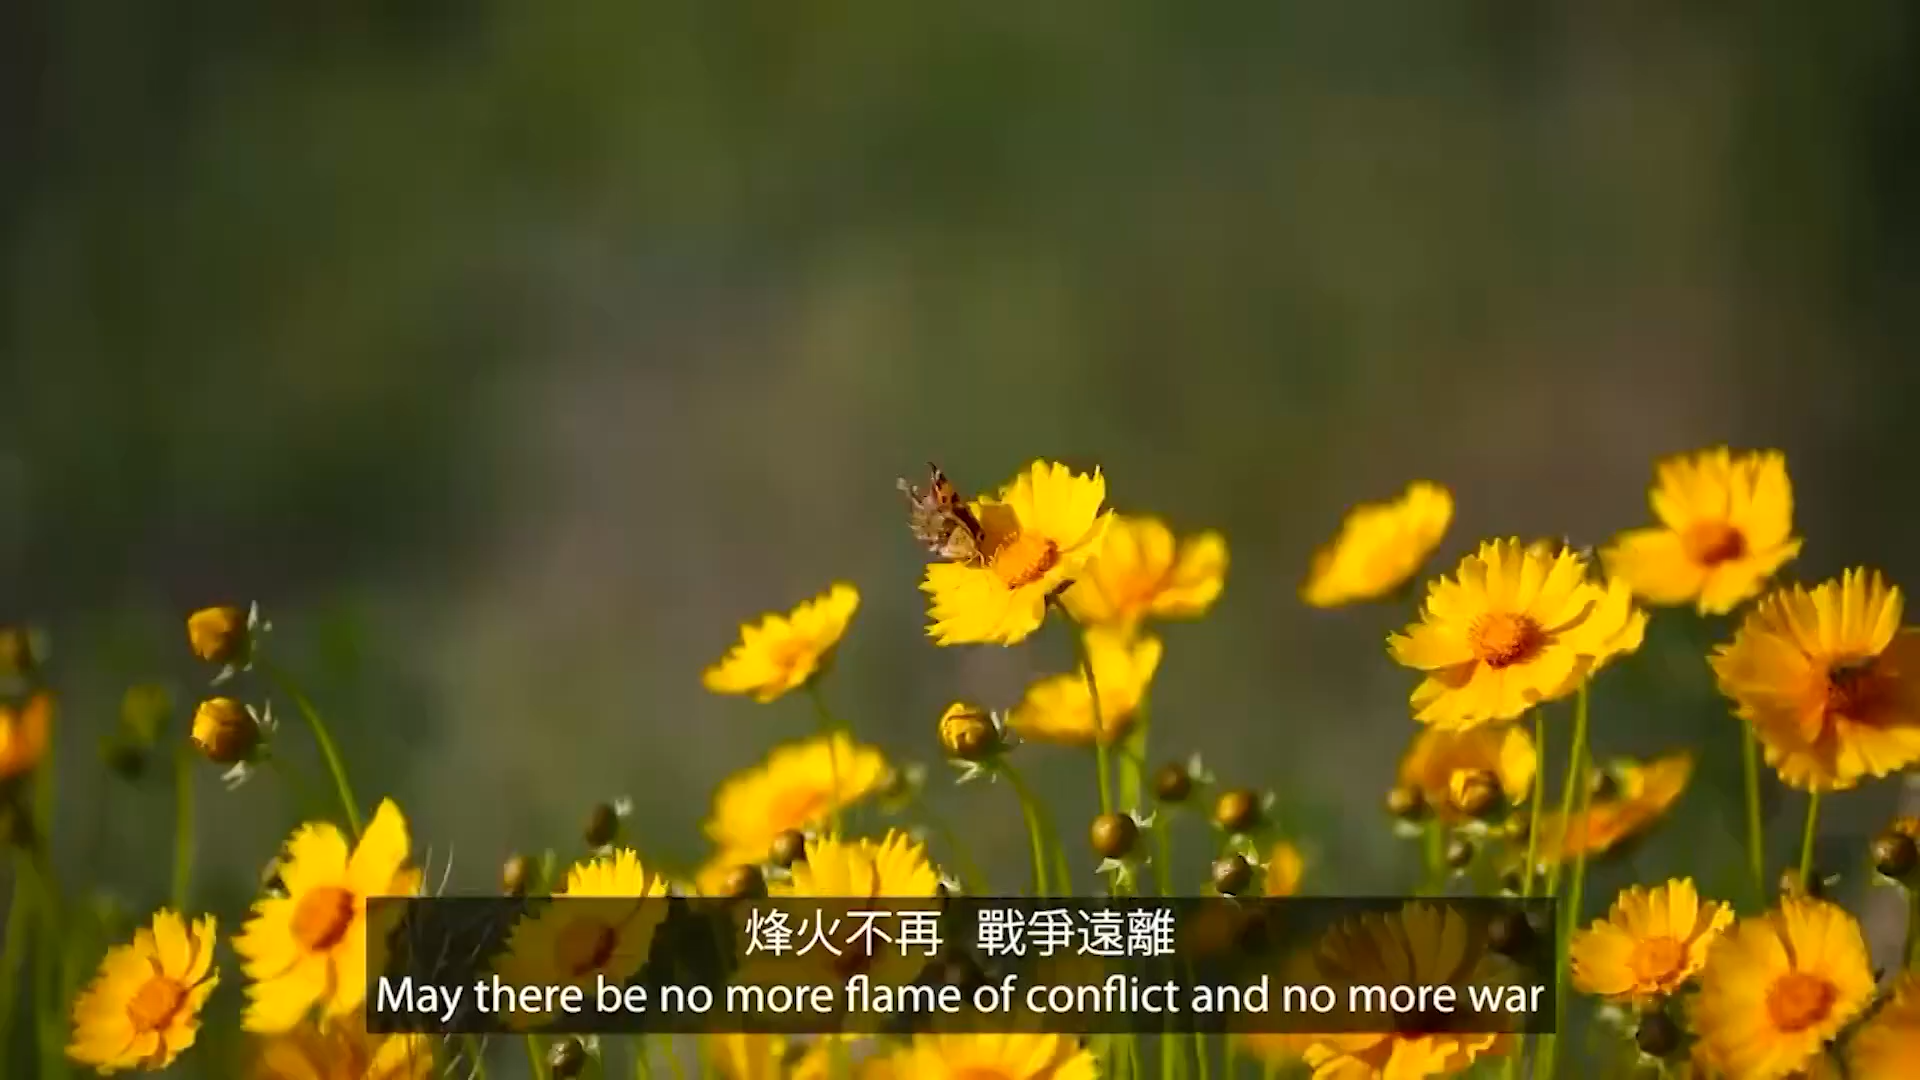 烽火不再 戰爭遠離
May there be no more flame of conflict and no more war